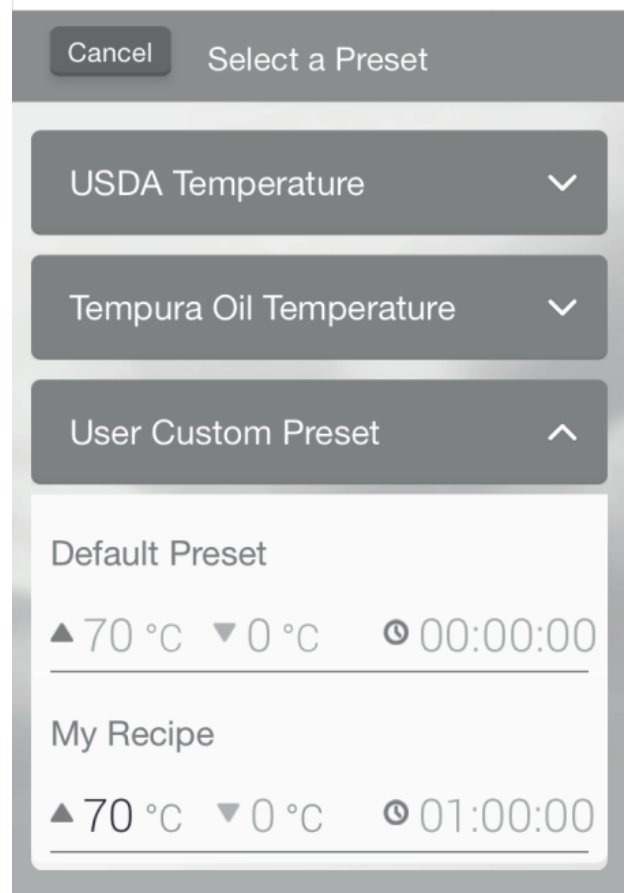 Cancel Select a Preset
USDA Temperature
Tempura Oil Temperature
User Custom Preset
Default Preset
▲70 °C ▼0 °C 00:00:00
My Recipe
▲70 °C ▼0 °C 01:00:00